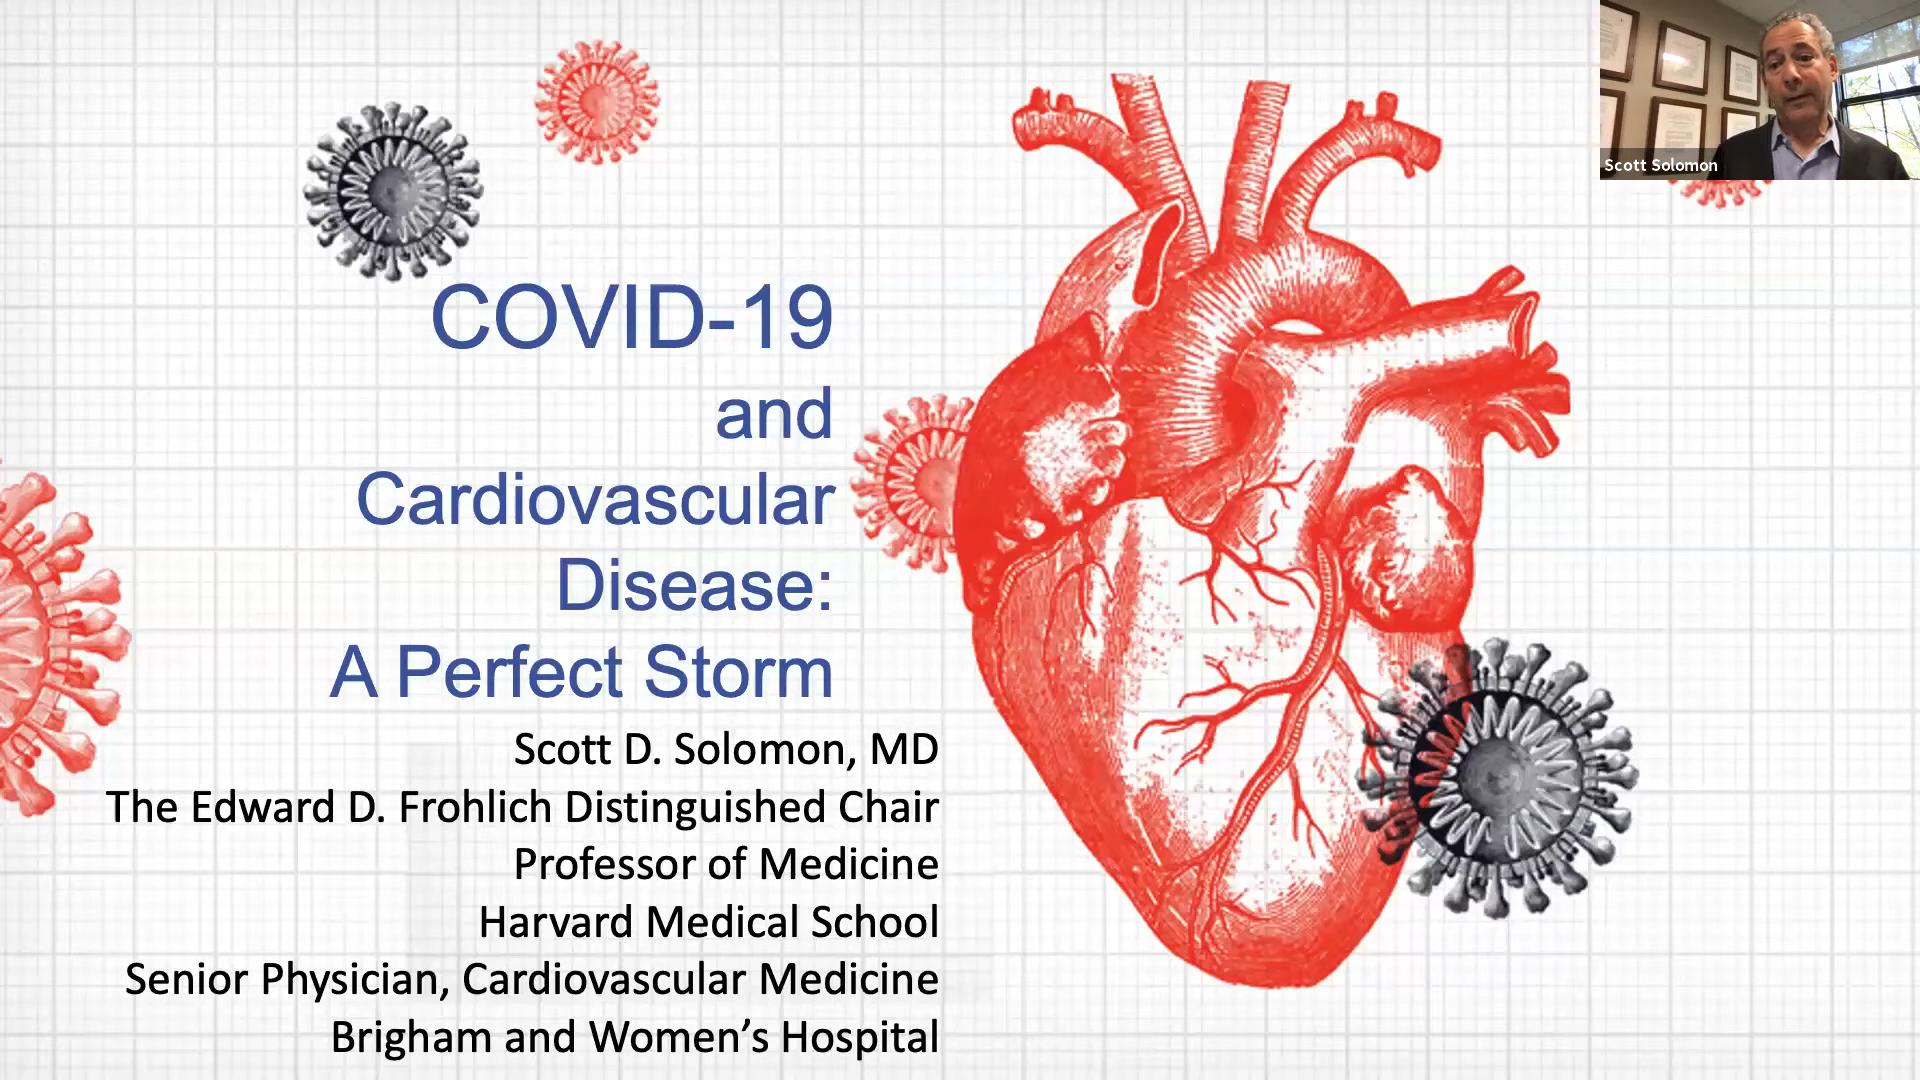 Scott Solomon
COVID-19
and
Cardiovascular
Disease:
A Perfect Storm
Scott D. Solomon, MD
The Edward D. Frohlich Distinguished Chair
Professor of Medicine
Harvard Medical School
Senior Physician, Cardiovascular Medicine
Brigham and Women’s Hospital